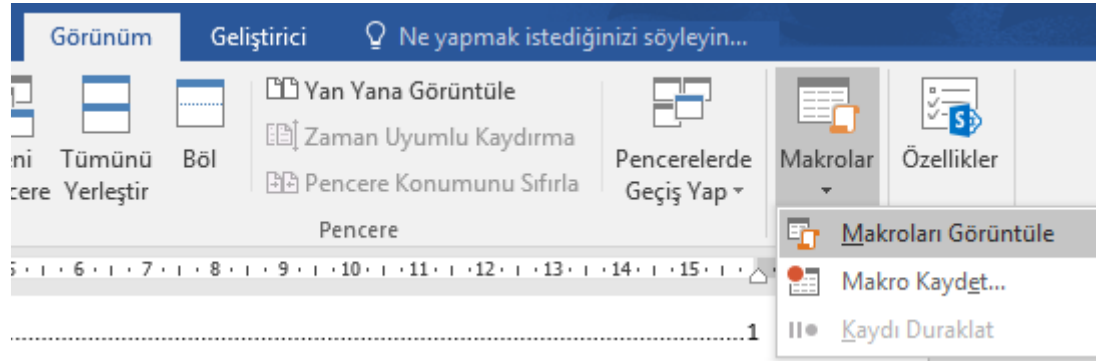 Görünüm Geliştirici Ne yapmak istediğinizi söyleyin...
Yan Yana Görüntüle
Zaman Uyumlu Kaydırma
Pencere Konumunu Sıfırla
Tümünü
Yerleştir
Böl
Pencerelerde
Geçiş Yap
Makrolar
Özellikler
Pencere
Makroları Görüntüle
Makro Kaydet...
Kaydı Duraklat
6 7 8 9 10 11 12 13 14 15
1